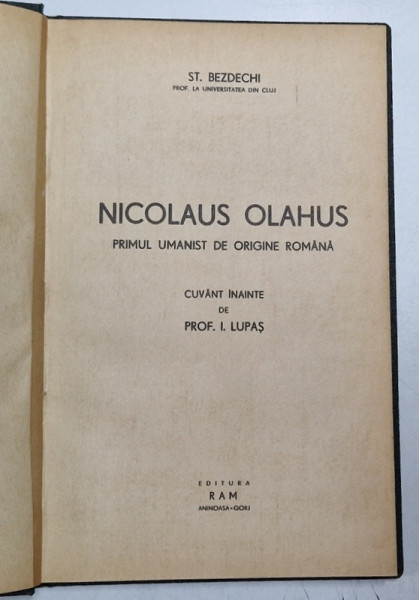 ST. BEZDECHI
PROF. LA UNIVERSITATEA DIN CLUJ
NICOLAUS OLAHUS
PRIMUL UMANIST DE ORIGINE ROMÂNĂ
CUVÂNT ÎNAINTE
DE
PROF. I. LUPAȘ
EDITURA
RAM
ANINOASA-GORJ